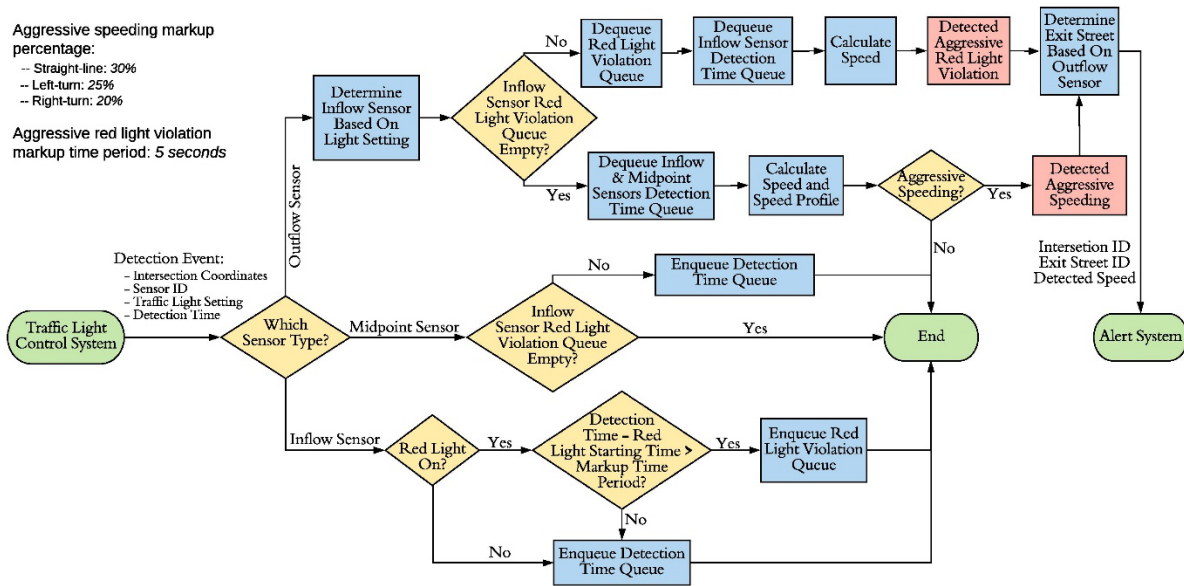 Aggressive speeding markup
percentage:
-- Straight-line: 30%
-- Left-turn: 25%
-- Right-turn: 20%
Aggressive red light violation
markup time period: 5 seconds
No
Dequeue
Red Light
Violation
Queue
Dequeue
Inflow Sensor
Detection
Time Queue
Calculate
Speed
Detected
Aggressive
Red Light
Violation
Determine
Exit Street
Based On
Outflow
Sensor
Determine
Inflow Sensor
Based On
Light Setting
Inflow
Sensor Red
Light Violation
Queue
Empty?
Yes
Dequeue Inflow
& Midpoint
Sensors Detection
Time Queue
Calculate
Speed and
Speed Profile
Aggressive
Speeding?
Yes
Detected
Aggressive
Speeding
No
Outflow Sensor
Intersetion ID
Exit Street ID
Detected Speed
Detection Event:
– Intersection Coordinates
– Sensor ID
– Traffic Light Setting
– Detection Time
No
Enqueue Detection
Time Queue
Traffic Light
Control System
Which
Sensor Type?
Midpoint Sensor
Inflow
Sensor Red Light
Violation Queue
Empty?
Yes
End
Alert System
Inflow Sensor
Red Light
On?
Yes
Detection
Time – Red
Light Starting Time >
Markup Time
Period?
Yes
Enqueue Red
Light Violation
Queue
No
No
Enqueue Detection
Time Queue